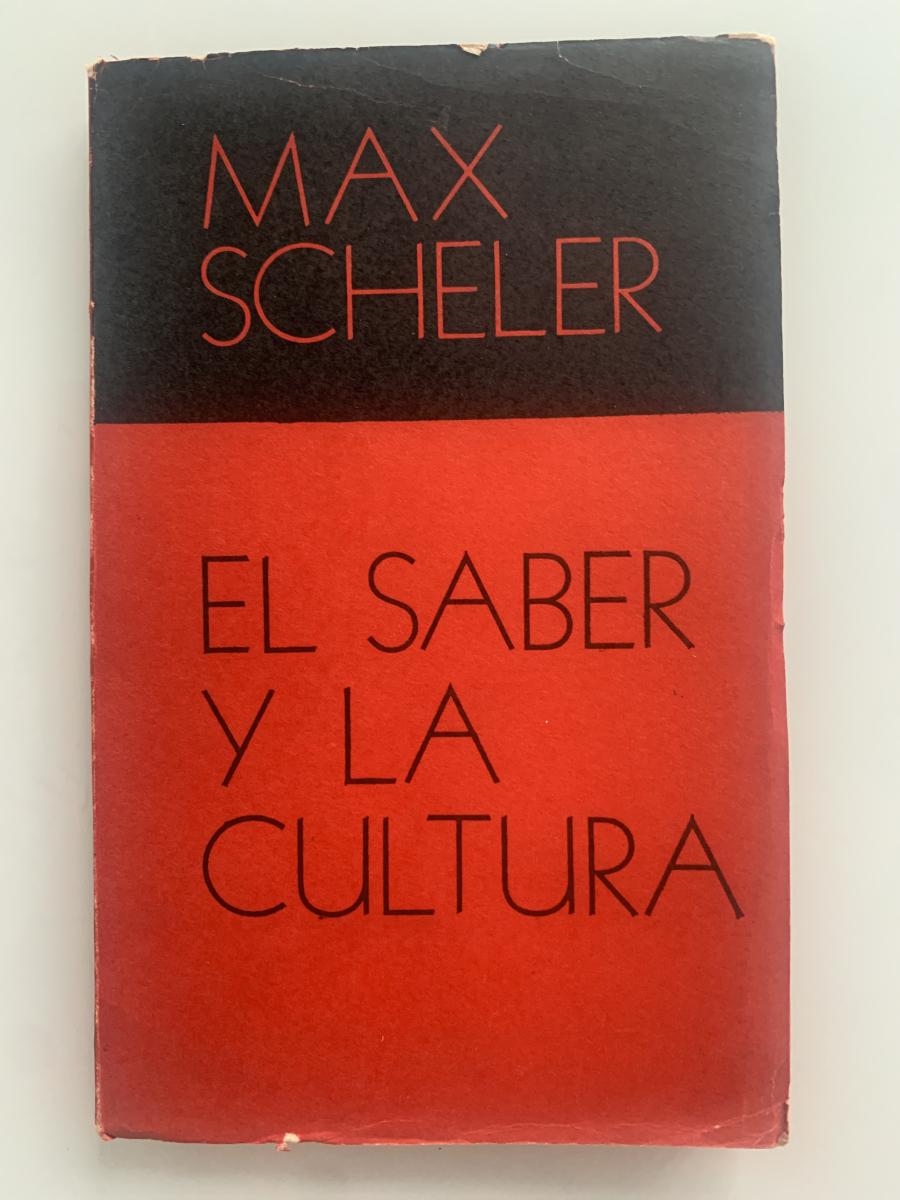 MAX
SCHELER
EL SABER
Y LA
CULTURA